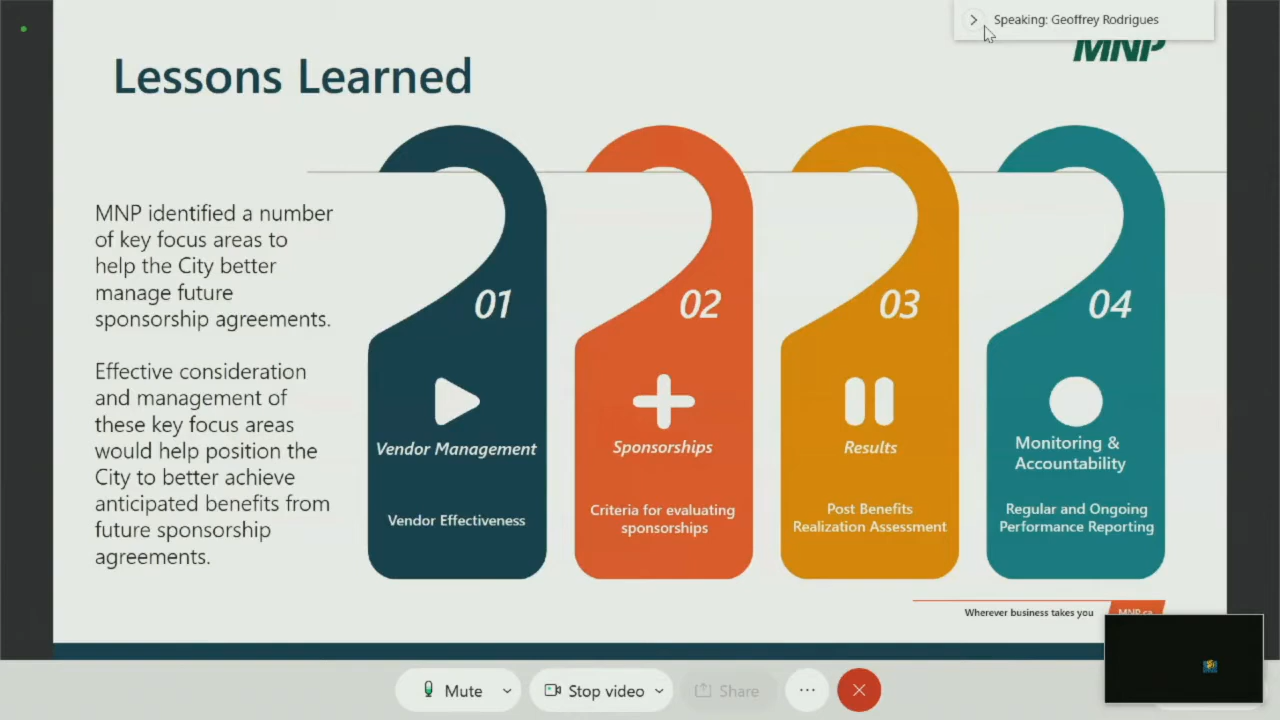 Speaking: Geoffrey Rodrigues
MNP
Lessons Learned
MNP identified a number
of key focus areas to
help the City better
manage future
sponsorship agreements.
Effective consideration
and management of
these key focus areas
would help position the
City to better achieve
anticipated benefits from
future sponsorship
agreements.
01
Vendor Management
Vendor Effectiveness
02
Sponsorships
Criteria for evaluating
sponsorships
03
Results
Post Benefits
Realization Assessment
04
Monitoring &
Accountability
Regular and Ongoing
Performance Reporting
Wherever business takes you
MNP.ca
Mute
Stop video
Share